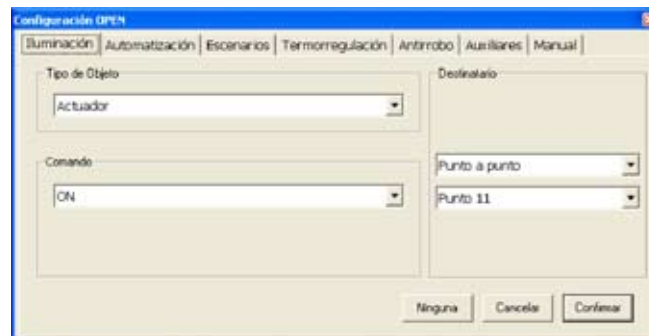 Configuración OPEN
Iluminación Automatización Escenarios Termorregulación Antirrobo Auxiliares Manual
Tipo de Objeto
Destinatario
Actuador
Comando
Punto a punto
ON
Punto 11
Ninguna Cancelar Confirmar